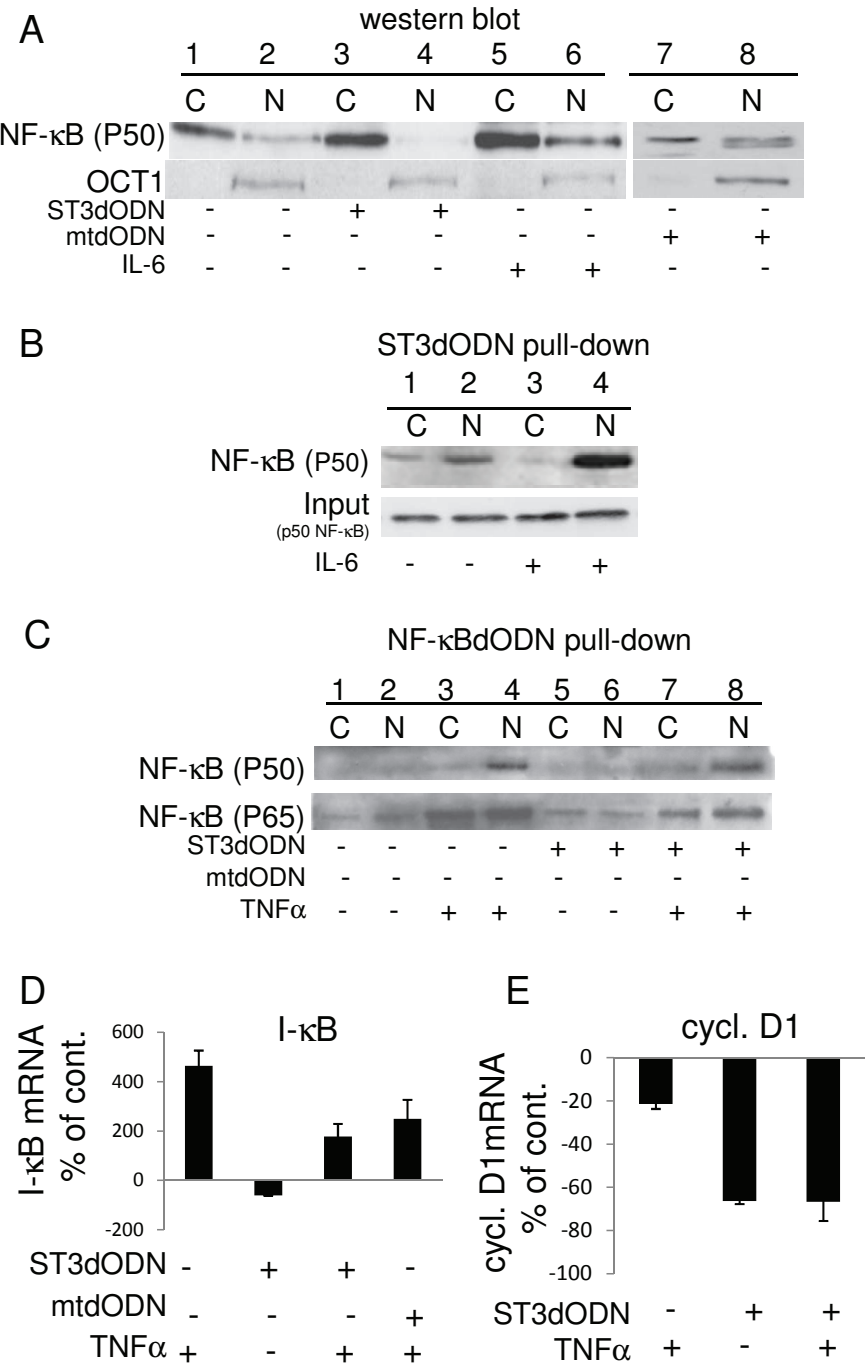 A
western blot
1 2 3 4 5 6 7 8
C N C N C N C N
NF-κB (P50)
OCT1
ST3dODN - - + + - - - -
mtdODN - - - - - - + +
IL-6 - - - - + + - -
B
ST3dODN pull-down
1 2 3 4
C N C N
NF-κB (P50)
Input
(p50 NF-κB)
IL-6 - - + +
C
NF-κBdODN pull-down
1 2 3 4 5 6 7 8
C N C N C N C N
NF-κB (P50)
NF-κB (P65)
ST3dODN - - - - + + + +
mtdODN - - - - - - - -
TNFα - - + + - - + +
D
I-κB
I-κB mRNA
% of cont.
600
400
200
0
-200
ST3dODN - + + -
mtdODN - - - +
TNFα + - + +
E
cycl. D1
cycl. D1mRNA
% of cont.
0
-20
-40
-60
-80
-100
ST3dODN - + +
TNFα + - +